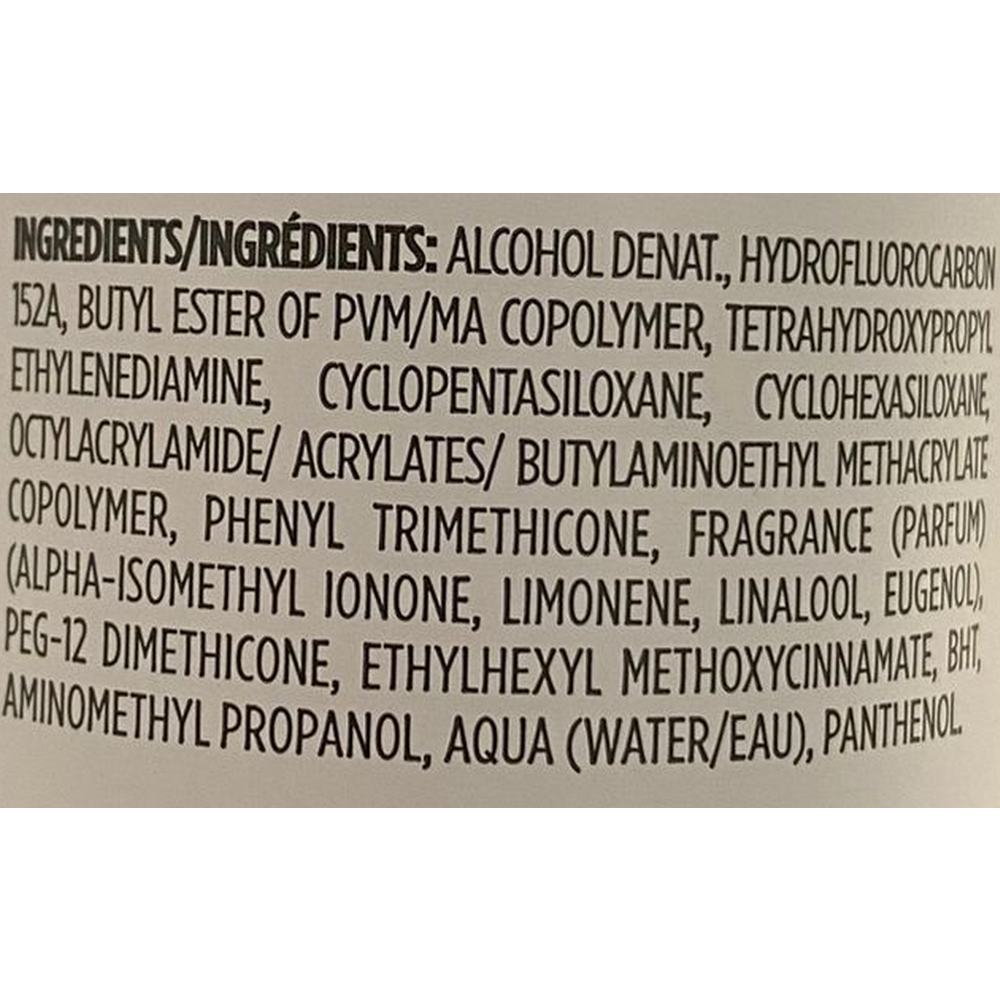 INGREDIENTS/INGRÉDIENTS: ALCOHOL DENAT., HYDROFLUOROCARBON
152A, BUTYL ESTER OF PVM/MA COPOLYMER, TETRAHYDROXYPROPYL
ETHYLENEDIAMINE, CYCLOPENTASILOXANE, CYCLOHEXASILOXANE,
OCTYLACRYLAMIDE/ ACRYLATES/ BUTYLAMINOETHYL METHACRYLATE
COPOLYMER, PHENYL TRIMETHICONE, FRAGRANCE (PARFUM)
(ALPHA-ISOMETHYL IONONE, LIMONENE, LINALOOL, EUGENOL),
PEG-12 DIMETHICONE, ETHYLHEXYL METHOXYCINNAMATE, BHT,
AMINOMETHYL PROPANOL, AQUA (WATER/EAU), PANTHENOL.